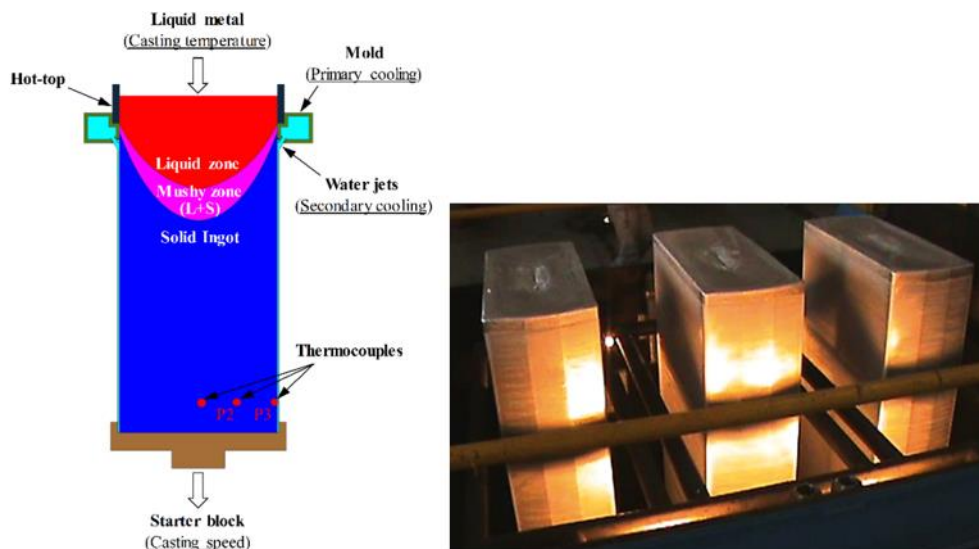 Liquid metal
(Casting temperature)
Mold
(Primary cooling)
Hot-top
Liquid zone
Mushy zone
(L+S)
Water jets
(Secondary cooling)
Solid Ingot
Thermocouples
P2
P3
Starter block
(Casting speed)